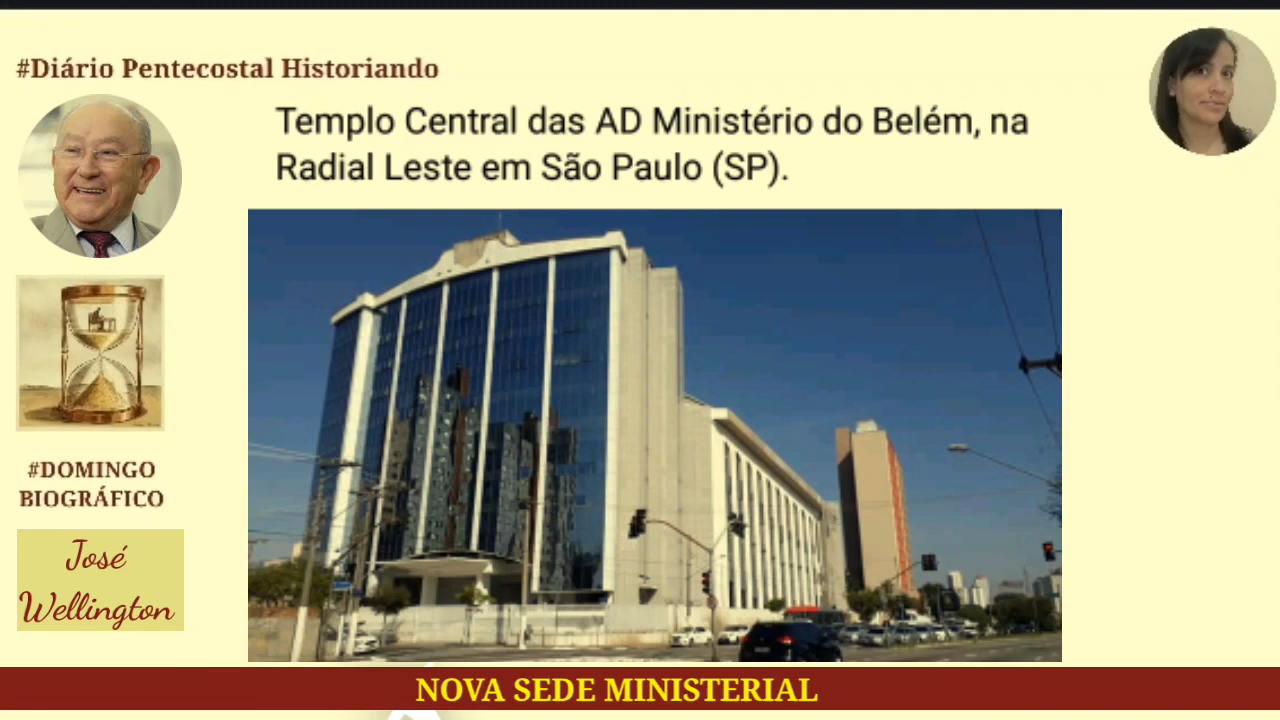 #Diário Pentecostal Historiando
Templo Central das AD Ministério do Belém, na
Radial Leste em São Paulo (SP).
#DOMINGO
BIOGRÁFICO
José
Wellington
NOVA SEDE MINISTERIAL